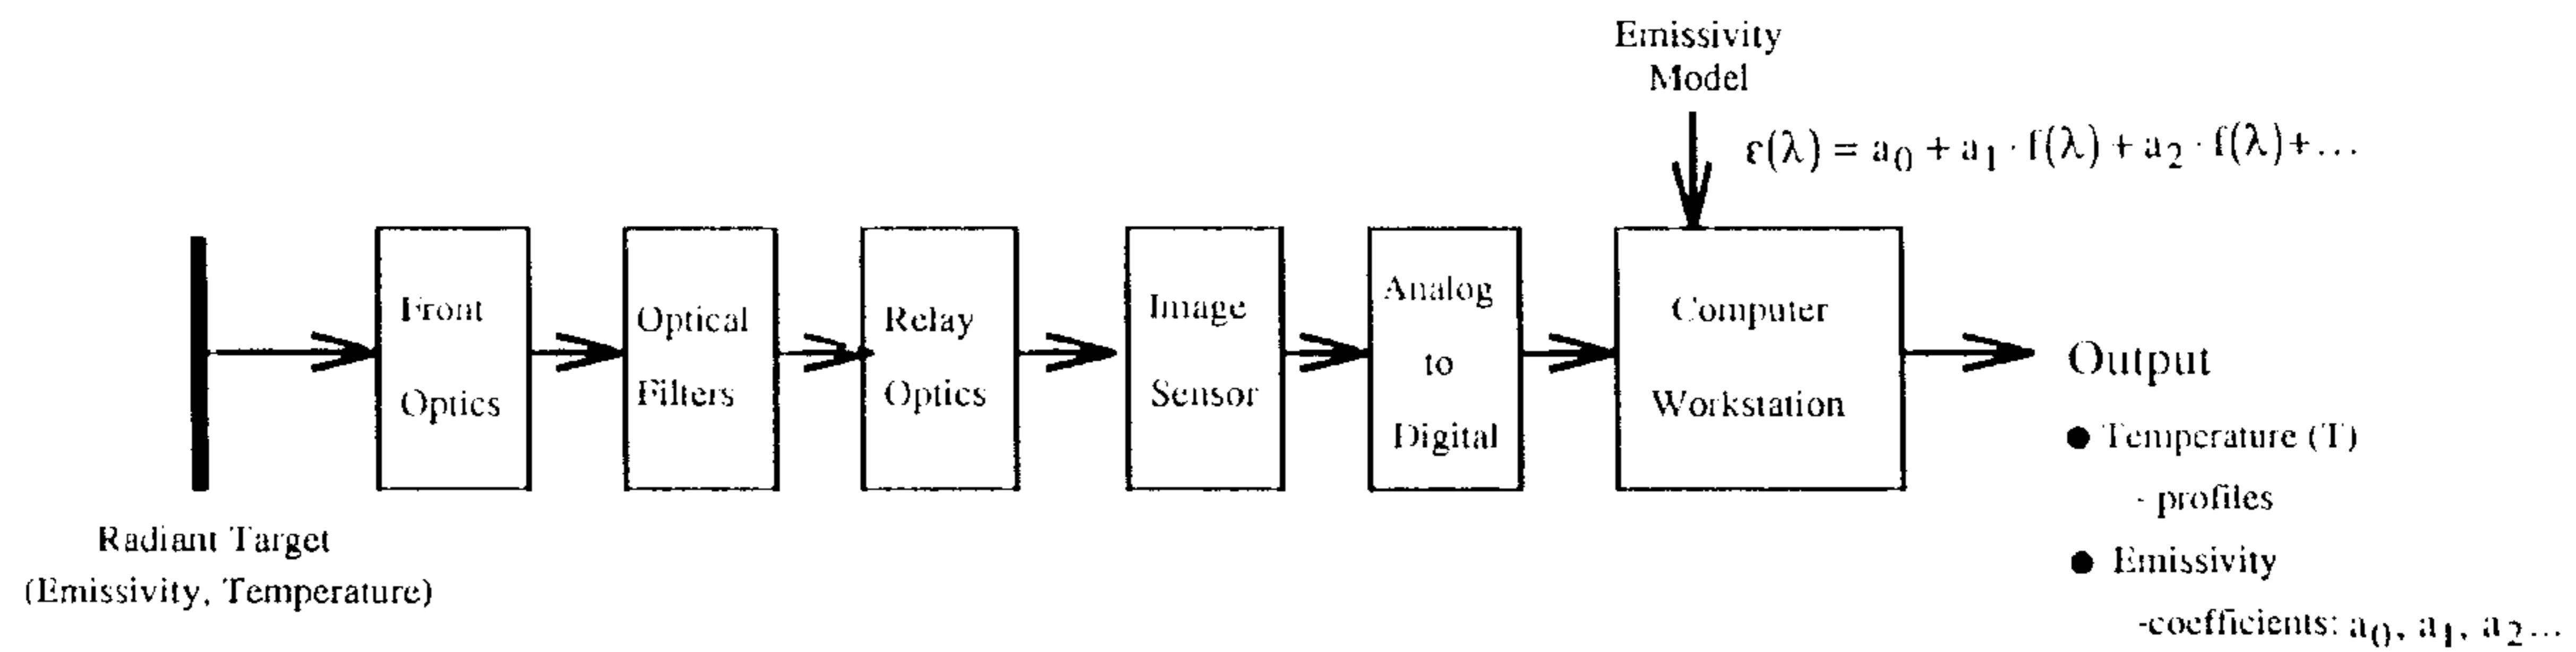 Emissivity
Model
ε(λ) = a₀ + a₁ · f(λ) + a₂ · f(λ)+...
Front
Optics
Optical
Filters
Relay
Optics
Image
Sensor
Analog
to
Digital
Computer
Workstation
Output
● Temperature (T)
- profiles
● Emissivity
-coefficients: a₀, a₁, a₂...
Radiant Target
(Emissivity, Temperature)